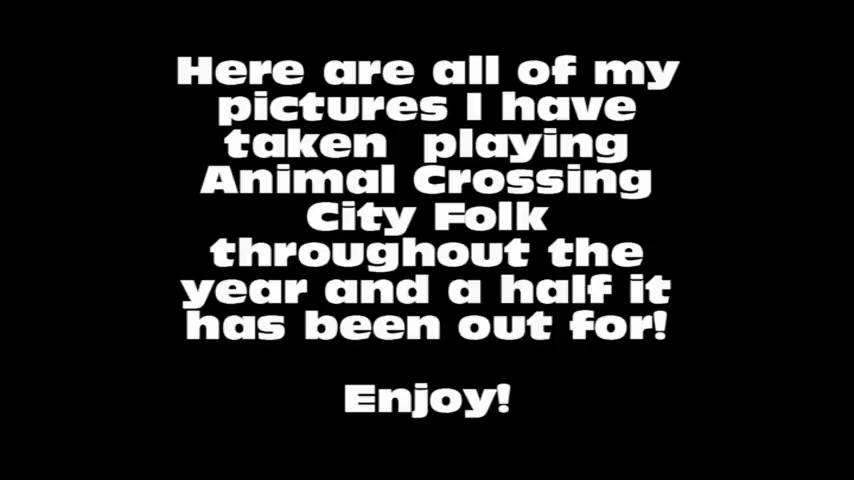 Here are all of my
pictures I have
taken  playing
Animal Crossing
City Folk
throughout the
year and a half it
has been out for!
Enjoy!